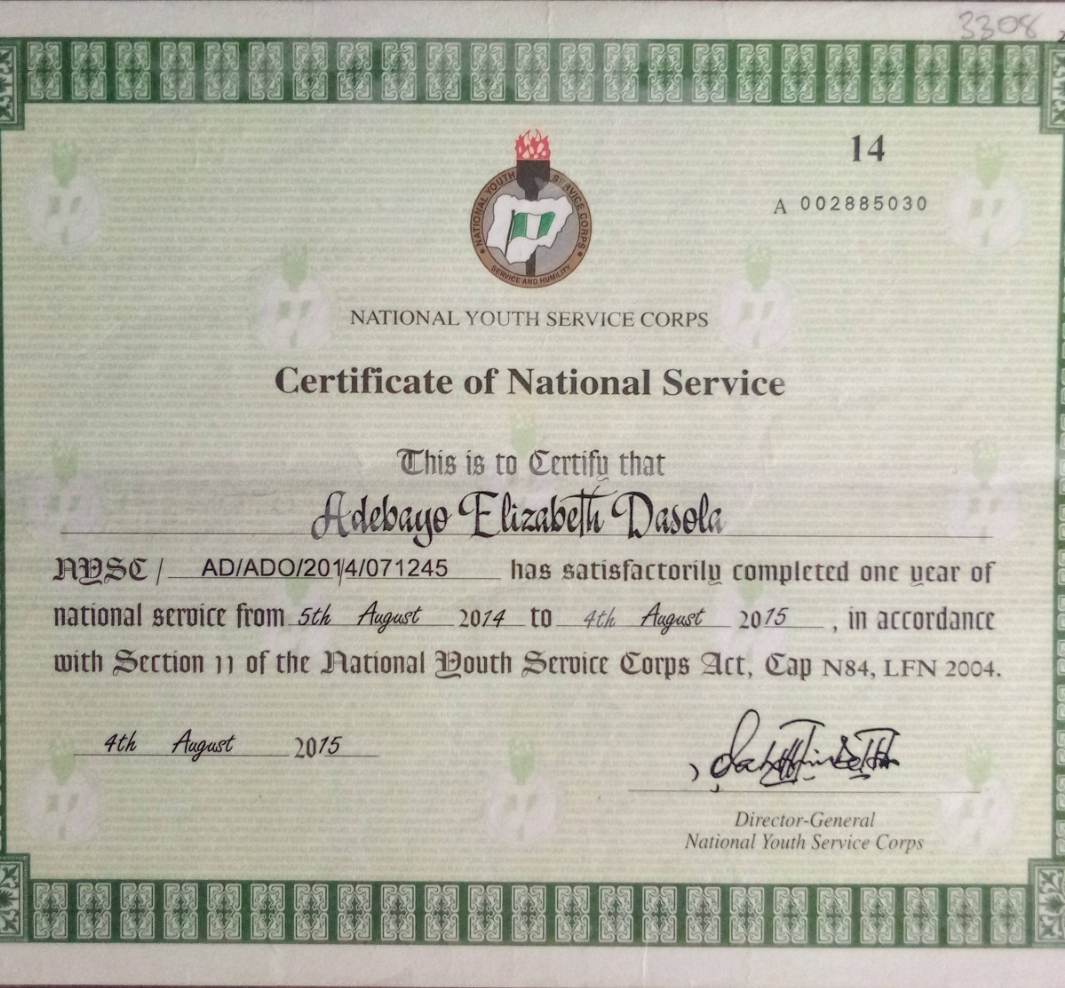 3308
14
A 002885030
NATIONAL YOUTH SERVICE CORPS
SERVICE AND HUMILITY
NATIONAL YOUTH SERVICE CORPS
Certificate of National Service
This is to Certify that
Adebayo Elizabeth Dasola
NYSC / AD/ADO/2014/071245 has satisfactorily completed one year of
national service from 5th August 2014 to 4th August 2015 , in accordance
with Section 11 of the National Youth Service Corps Act, Cap N84, LFN 2004.
4th August 2015
Director-General
National Youth Service Corps